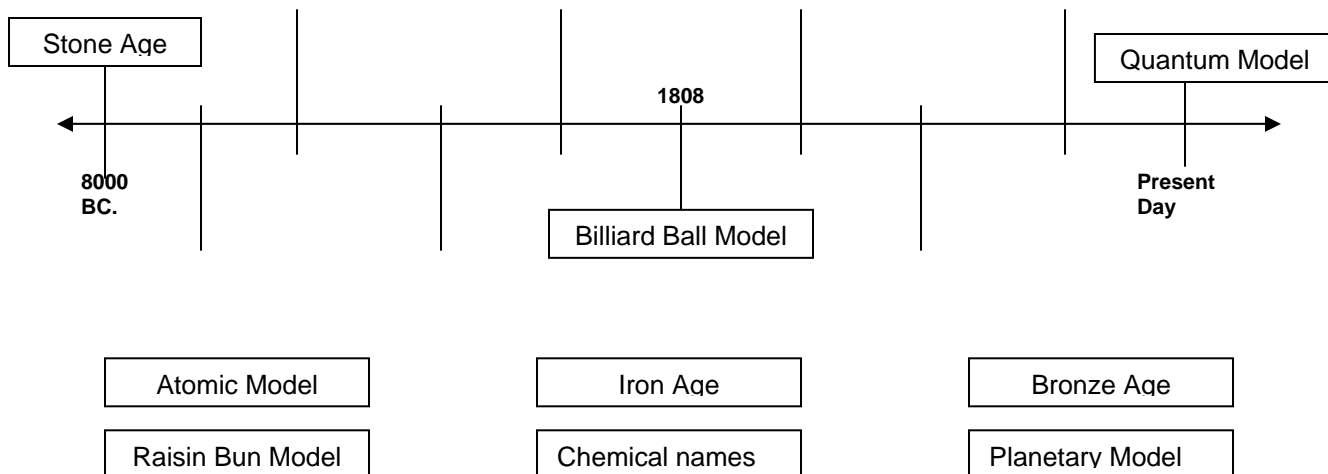 Stone Age
Quantum Model
1808
8000
BC.
Present
Day
Billiard Ball Model
Atomic Model
Iron Age
Bronze Age
Raisin Bun Model
Chemical names
Planetary Model